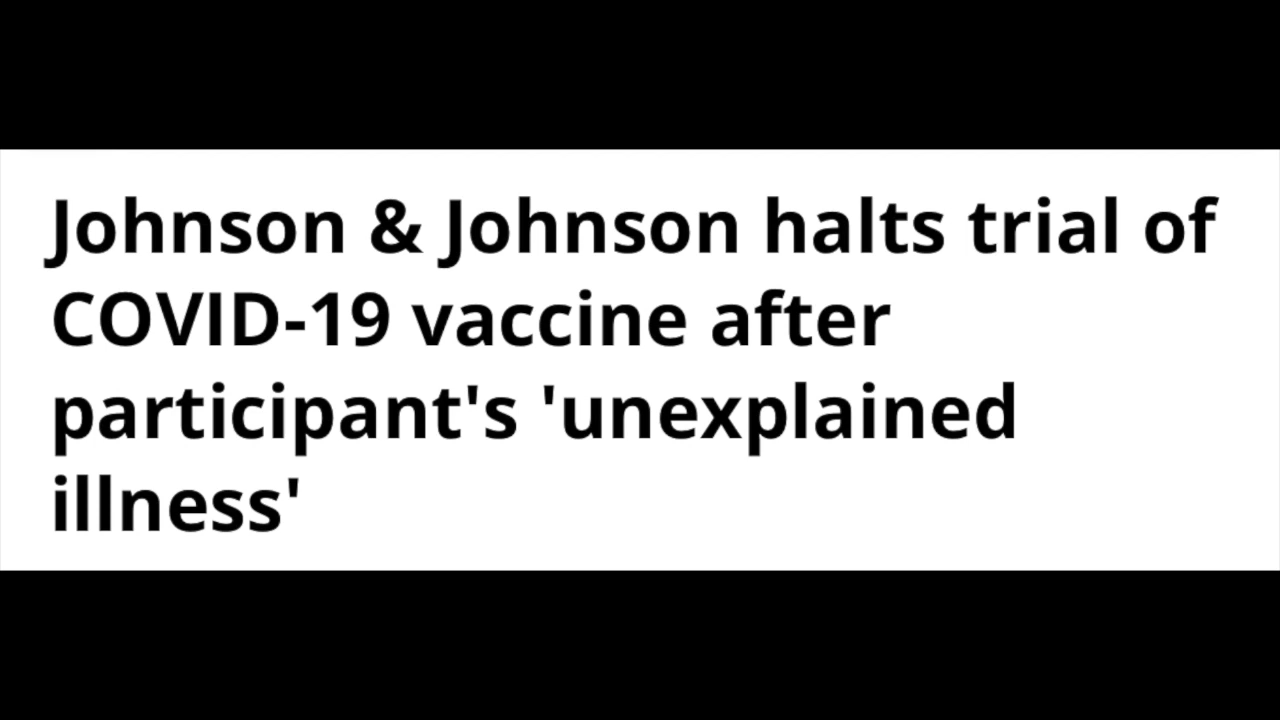 Johnson & Johnson halts trial of
COVID-19 vaccine after
participant's 'unexplained
illness'